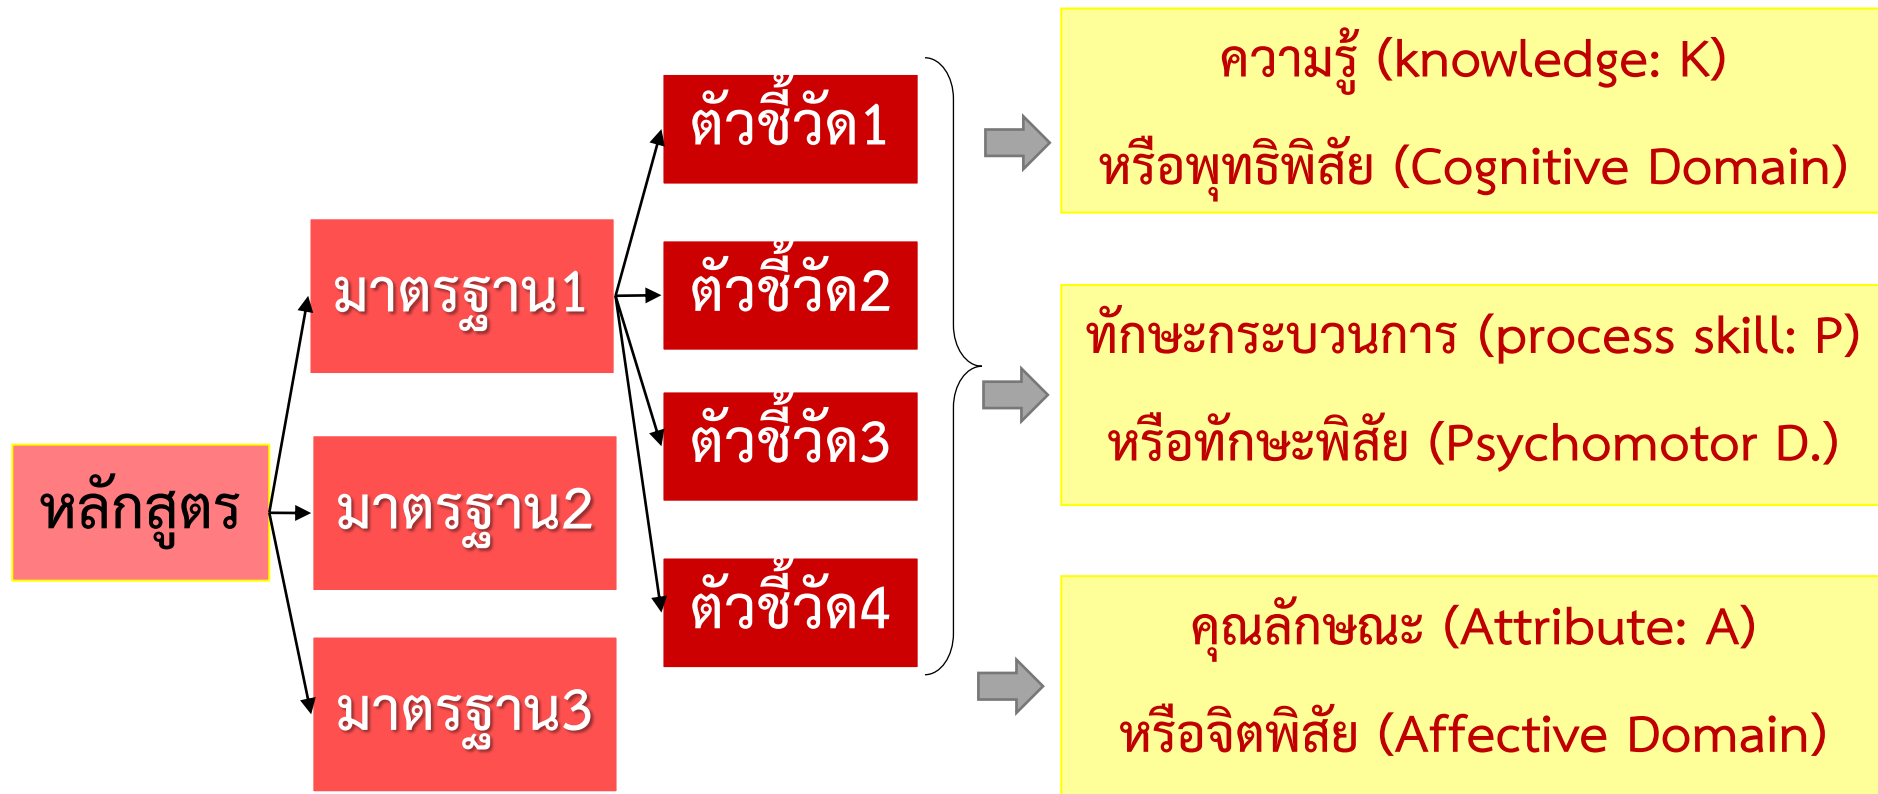 หลักสูตร
มาตรฐาน1
มาตรฐาน2
มาตรฐาน3
ตัวชี้วัด1
ตัวชี้วัด2
ตัวชี้วัด3
ตัวชี้วัด4
ความรู้ (knowledge: K)
หรือพุทธิพิสัย (Cognitive Domain)
ทักษะกระบวนการ (process skill: P)
หรือทักษะพิสัย (Psychomotor D.)
คุณลักษณะ (Attribute: A)
หรือจิตพิสัย (Affective Domain)